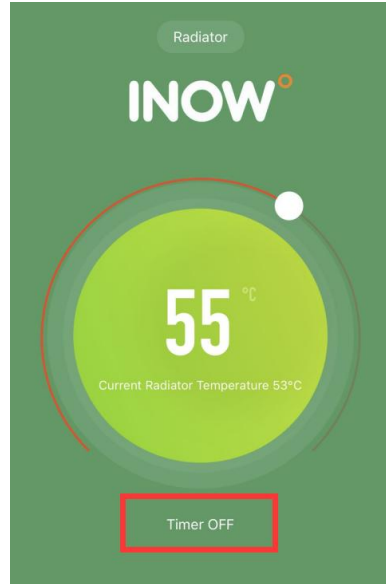 Radiator
INOW°
55 °C
Current Radiator Temperature 53°C
Timer OFF